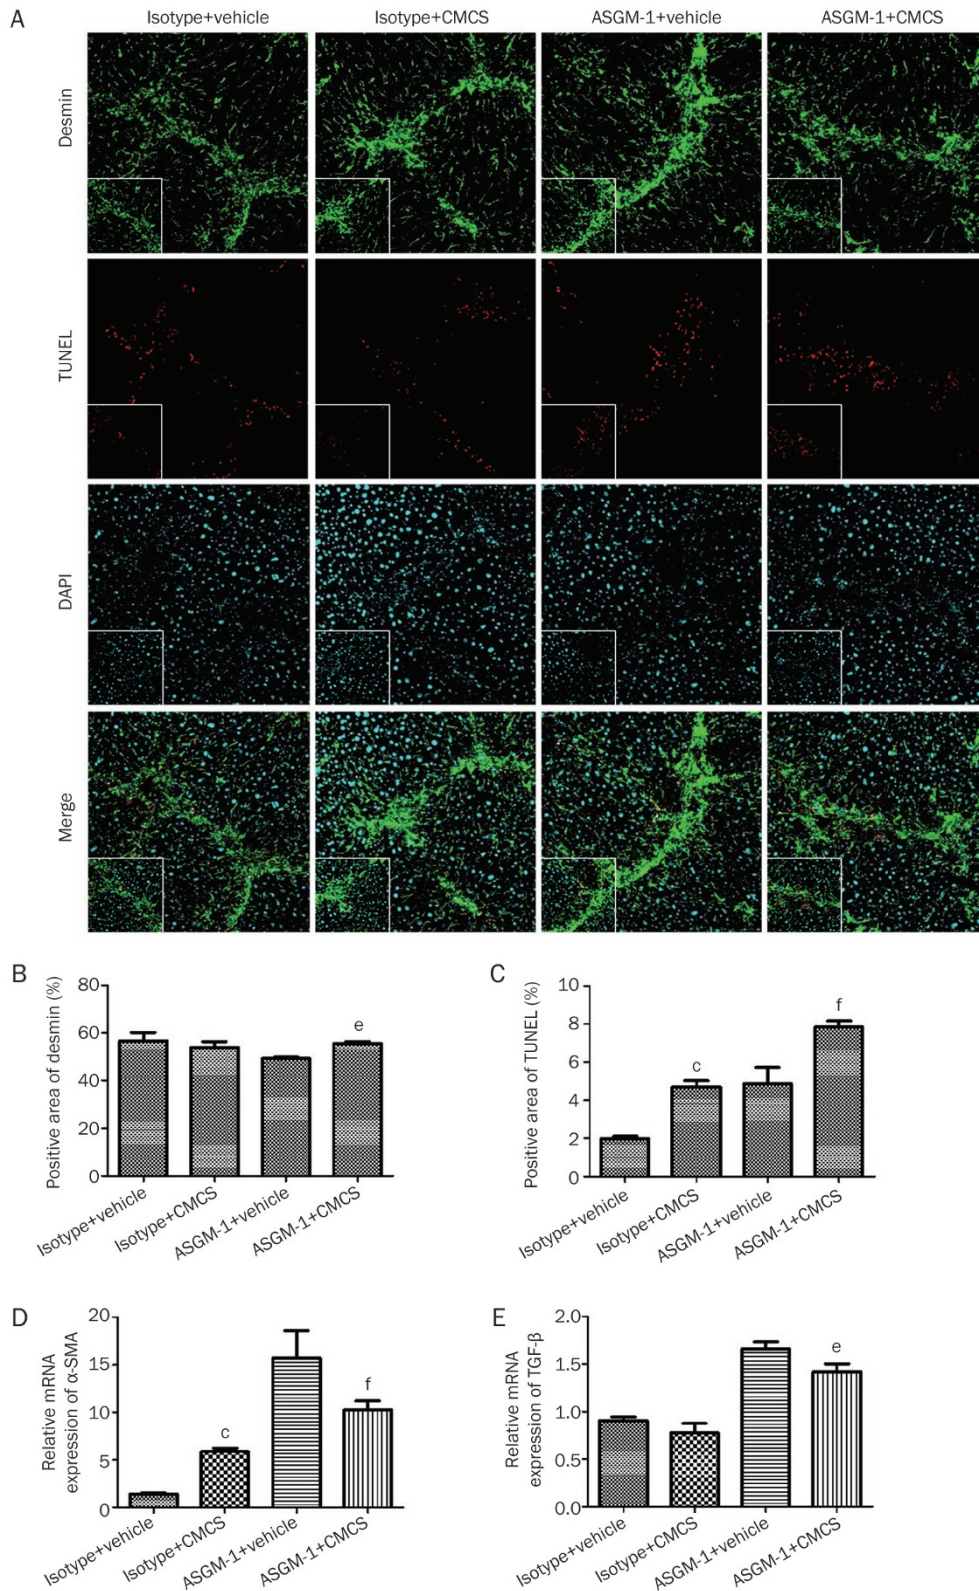 A
Isotype+vehicle
Isotype+CMCS
ASGM-1+vehicle
ASGM-1+CMCS
Desmin
TUNEL
DAPI
Merge
B
Positive area of desmin (%)
80
60
40
20
0
e
Isotype+vehicle
Isotype+CMCS
ASGM-1+vehicle
ASGM-1+CMCS
C
Positive area of TUNEL (%)
10
8
6
4
2
0
c
f
Isotype+vehicle
Isotype+CMCS
ASGM-1+vehicle
ASGM-1+CMCS
D
Relative mRNA
expression of α-SMA
20
15
10
5
0
c
f
Isotype+vehicle
Isotype+CMCS
ASGM-1+vehicle
ASGM-1+CMCS
E
Relative mRNA
expression of TGF-β
2.0
1.5
1.0
0.5
0.0
e
Isotype+vehicle
Isotype+CMCS
ASGM-1+vehicle
ASGM-1+CMCS